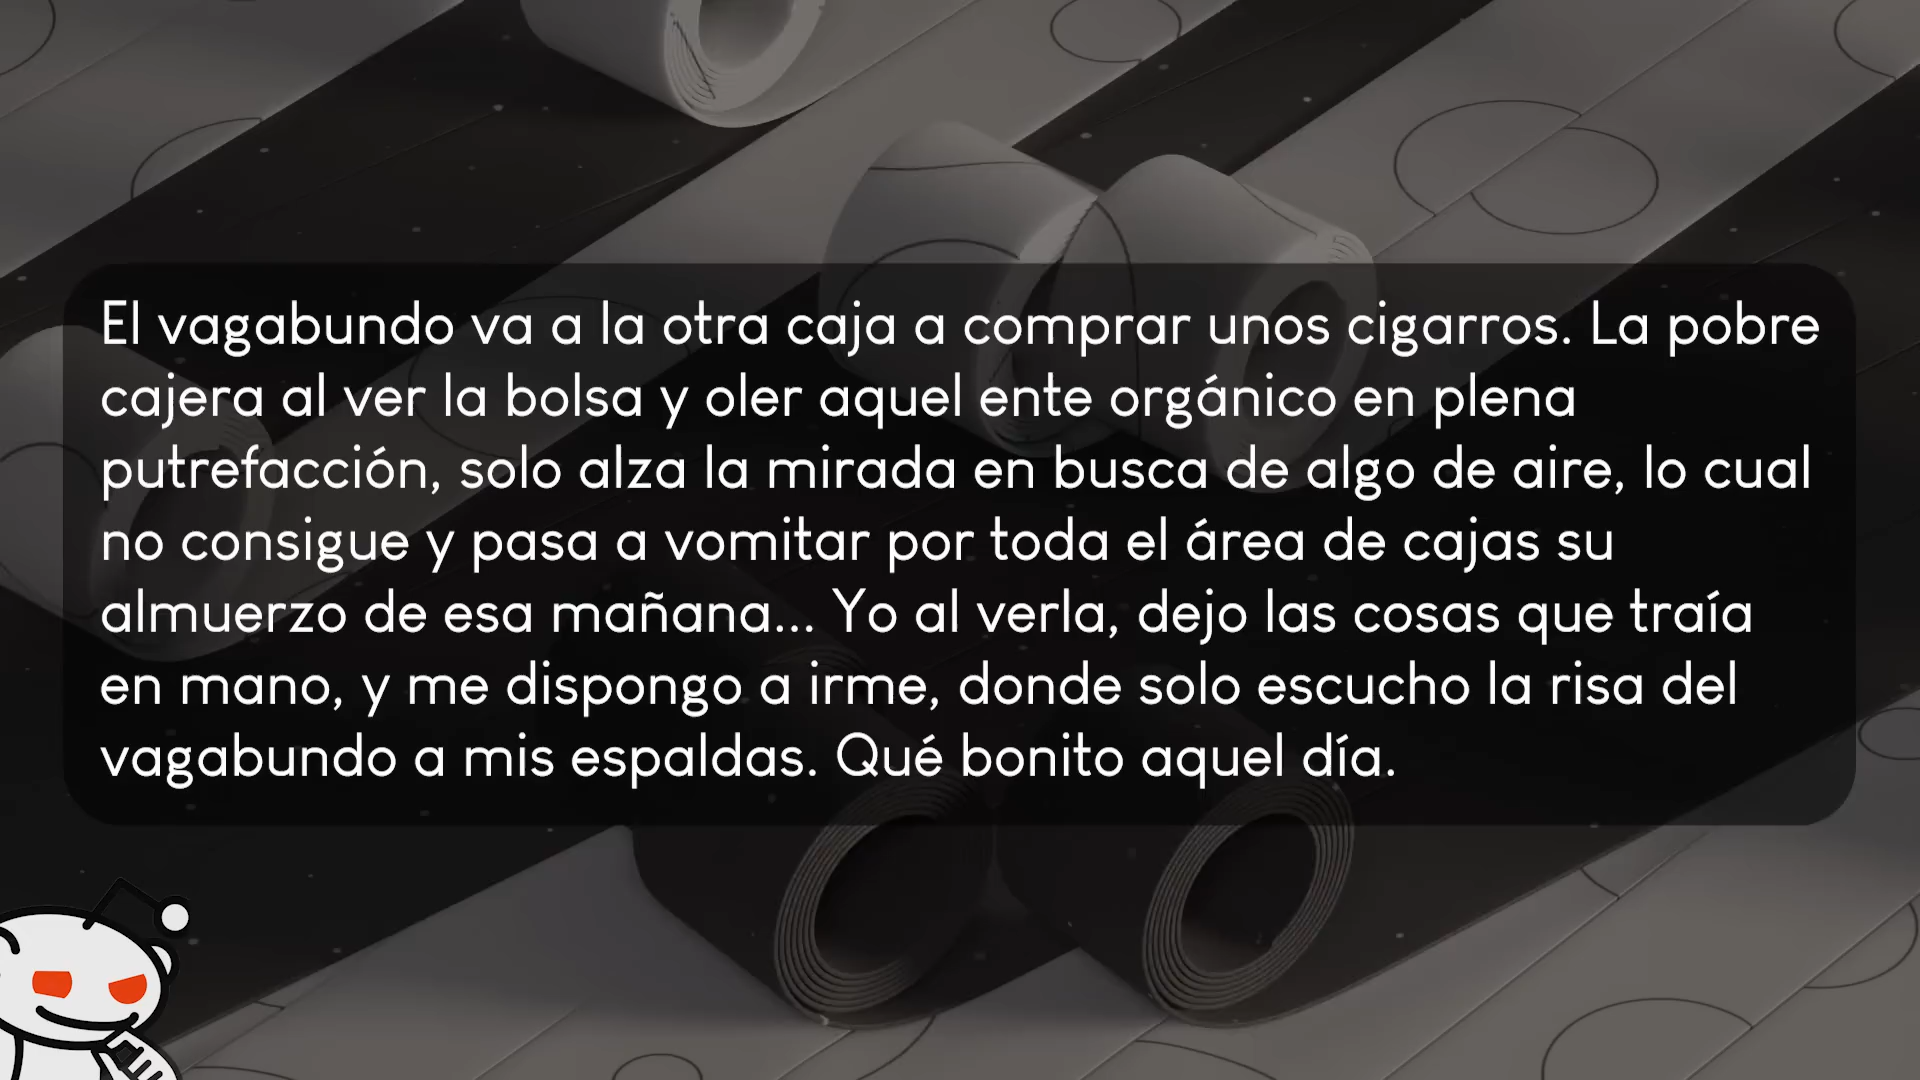 El vagabundo va a la otra caja a comprar unos cigarros. La pobre
cajera al ver la bolsa y oler aquel ente orgánico en plena
putrefacción, solo alza la mirada en busca de algo de aire, lo cual
no consigue y pasa a vomitar por toda el área de cajas su
almuerzo de esa mañana... Yo al verla, dejo las cosas que traía
en mano, y me dispongo a irme, donde solo escucho la risa del
vagabundo a mis espaldas. Qué bonito aquel día.